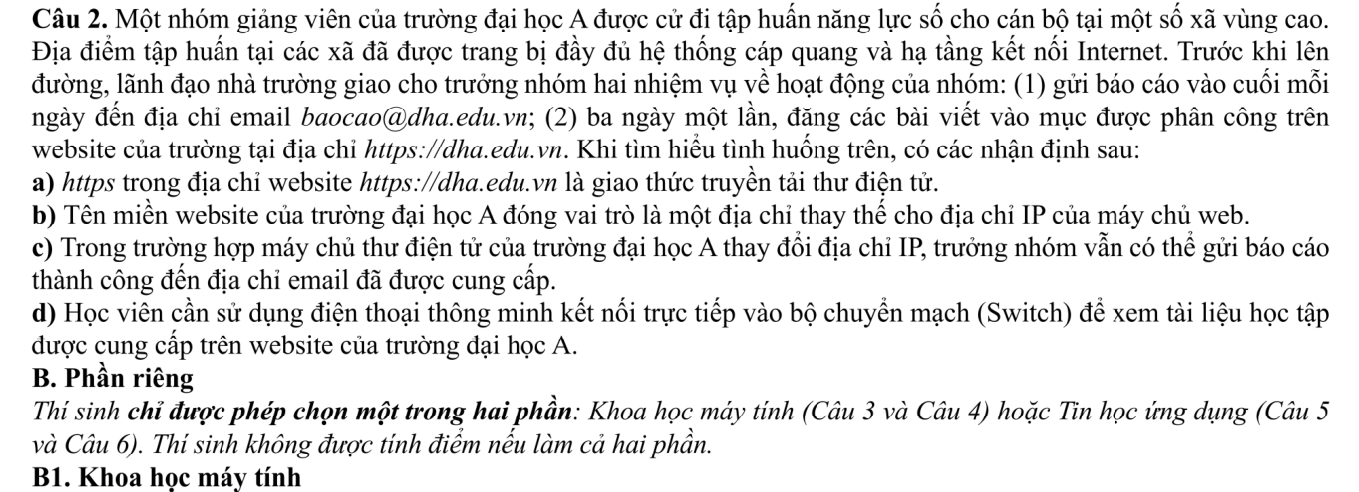 Câu 2. Một nhóm giảng viên của trường đại học A được cử đi tập huấn năng lực số cho cán bộ tại một số xã vùng cao.
Địa điểm tập huấn tại các xã đã được trang bị đầy đủ hệ thống cáp quang và hạ tầng kết nối Internet. Trước khi lên
đường, lãnh đạo nhà trường giao cho trưởng nhóm hai nhiệm vụ về hoạt động của nhóm: (1) gửi báo cáo vào cuối mỗi
ngày đến địa chỉ email baocao@dha.edu.vn; (2) ba ngày một lần, đăng các bài viết vào mục được phân công trên
website của trường tại địa chỉ https://dha.edu.vn. Khi tìm hiểu tình huống trên, có các nhận định sau:
a) https trong địa chỉ website https://dha.edu.vn là giao thức truyền tải thư điện tử.
b) Tên miền website của trường đại học A đóng vai trò là một địa chỉ thay thế cho địa chỉ IP của máy chủ web.
c) Trong trường hợp máy chủ thư điện tử của trường đại học A thay đổi địa chỉ IP, trưởng nhóm vẫn có thể gửi báo cáo
thành công đến địa chỉ email đã được cung cấp.
d) Học viên cần sử dụng điện thoại thông minh kết nối trực tiếp vào bộ chuyển mạch (Switch) để xem tài liệu học tập
được cung cấp trên website của trường đại học A.
B. Phần riêng
Thí sinh chỉ được phép chọn một trong hai phần: Khoa học máy tính (Câu 3 và Câu 4) hoặc Tin học ứng dụng (Câu 5
và Câu 6). Thí sinh không được tính điểm nếu làm cả hai phần.
B1. Khoa học máy tính